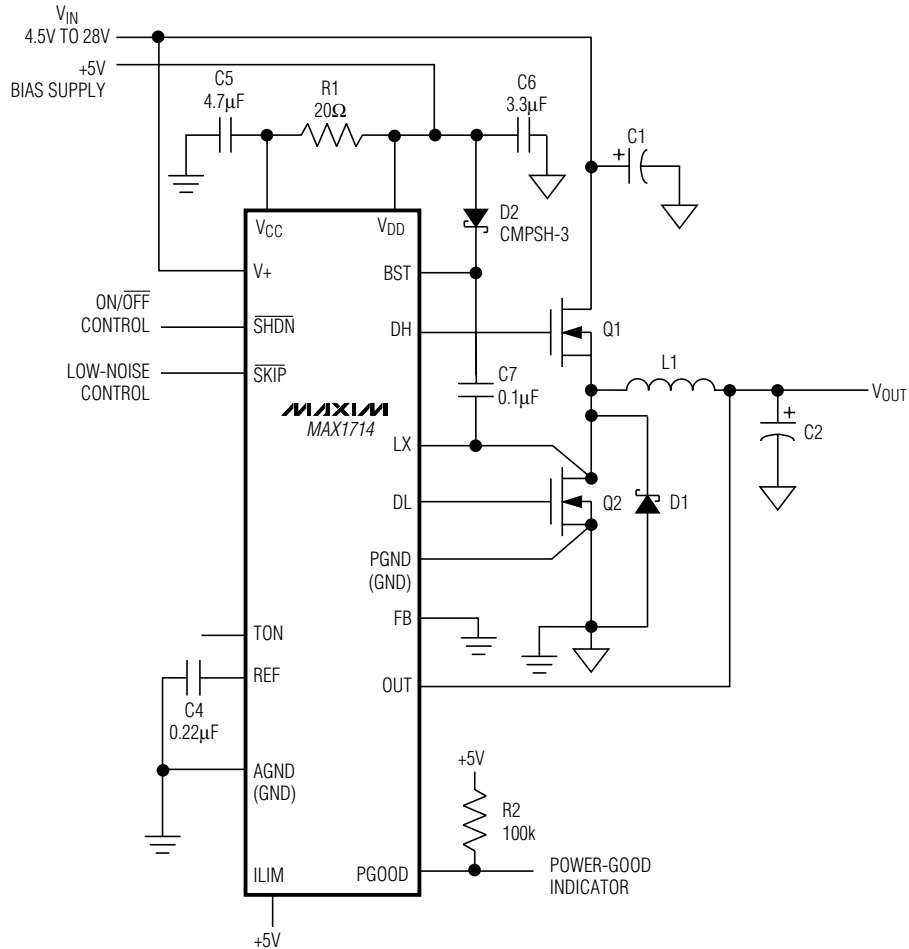 VIN
4.5V TO 28V
+5V
BIAS SUPPLY
C5
4.7μF
R1
20Ω
C6
3.3μF
C1
+
D2
CMPSH-3
VCC
VDD
V+
BST
ON/OFF
CONTROL
SHDN
DH
Q1
LOW-NOISE
CONTROL
SKIP
L1
VOUT
C7
0.1μF
+
C2
MAXIM
MAX1714
LX
DL
Q2
D1
PGND
(GND)
FB
TON
REF
OUT
C4
0.22μF
AGND
(GND)
+5V
R2
100k
ILIM
PGOOD
POWER-GOOD
INDICATOR
+5V